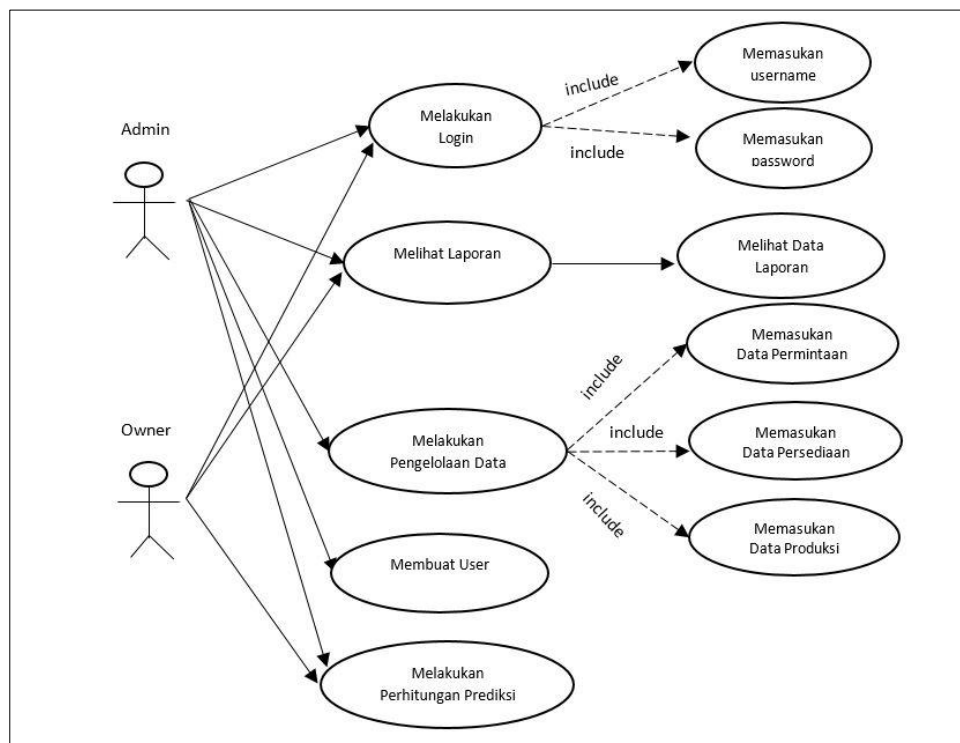 Admin
Owner
Melakukan
Login
Melihat Laporan
Melakukan
Pengelolaan Data
Membuat User
Melakukan
Perhitungan Prediksi
include
include
include
include
include
Memasukan
username
Memasukan
password
Melihat Data
Laporan
Memasukan
Data Permintaan
Memasukan
Data Persediaan
Memasukan
Data Produksi